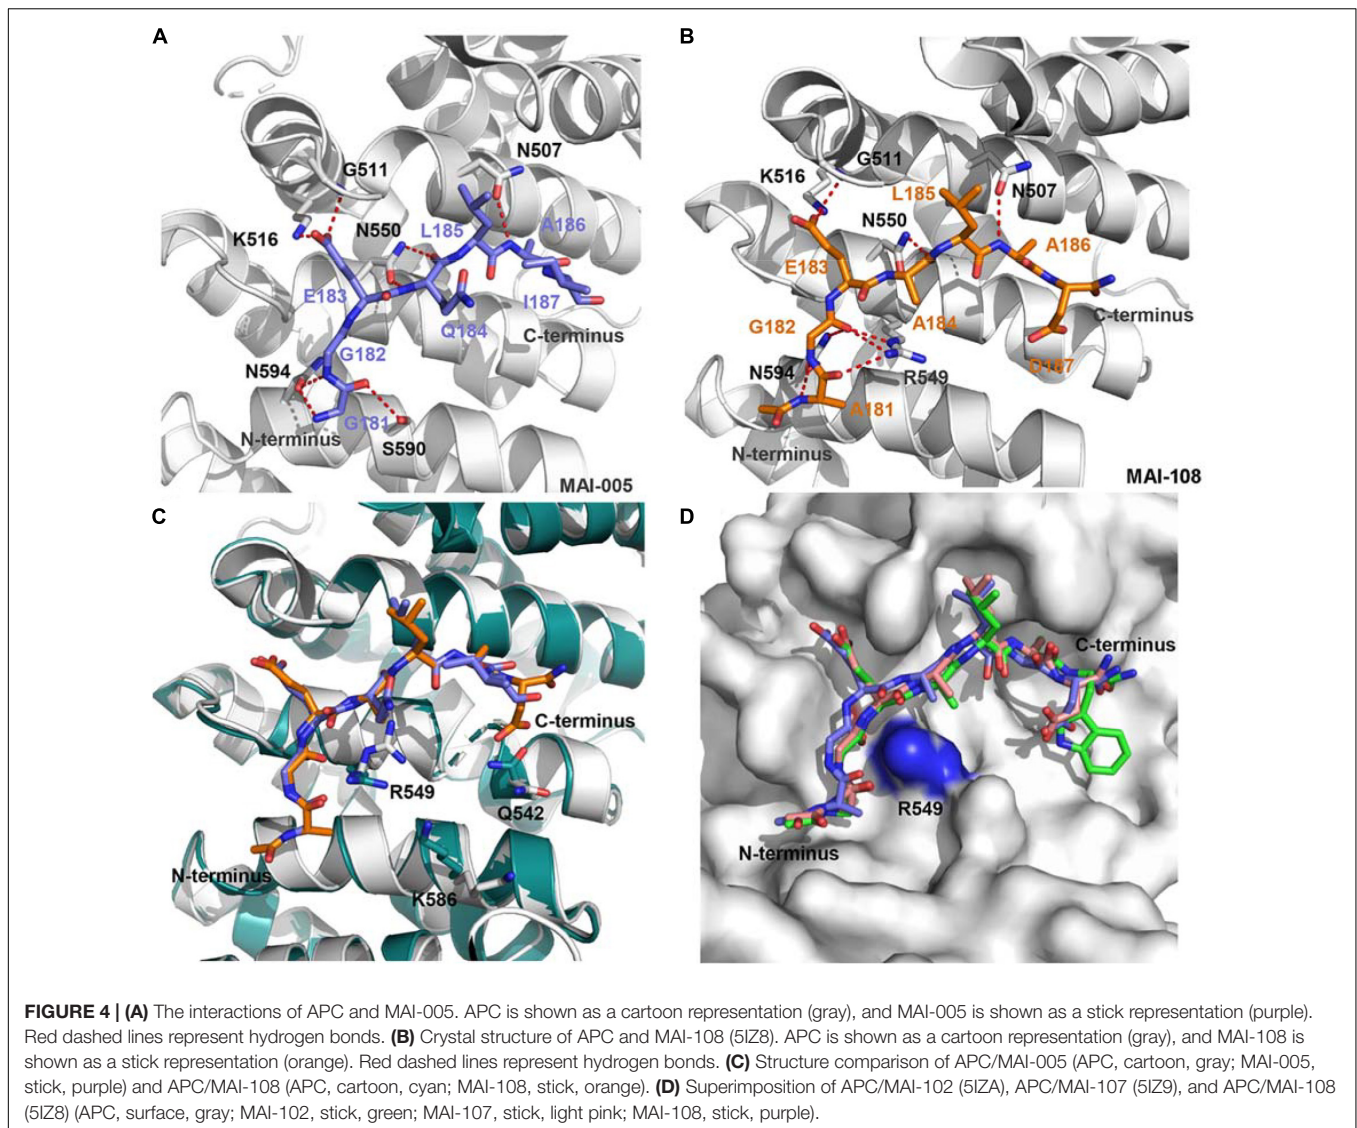 A
G511
N507
K516
N550
L185
A186
E183
I187
Q184
C-terminus
G182
N594
G181
N-terminus
S590
MAI-005
B
G511
K516
L185
N507
N550
A186
E183
C-terminus
G182
A184
D187
N594
R549
A181
N-terminus
MAI-108
C
C-terminus
R549
Q542
N-terminus
K586
D
C-terminus
R549
N-terminus
FIGURE 4 | (A) The interactions of APC and MAI-005. APC is shown as a cartoon representation (gray), and MAI-005 is shown as a stick representation (purple).
Red dashed lines represent hydrogen bonds. (B) Crystal structure of APC and MAI-108 (5IZ8). APC is shown as a cartoon representation (gray), and MAI-108 is
shown as a stick representation (orange). Red dashed lines represent hydrogen bonds. (C) Structure comparison of APC/MAI-005 (APC, cartoon, gray; MAI-005,
stick, purple) and APC/MAI-108 (APC, cartoon, cyan; MAI-108, stick, orange). (D) Superimposition of APC/MAI-102 (5IZA), APC/MAI-107 (5IZ9), and APC/MAI-108
(5IZ8) (APC, surface, gray; MAI-102, stick, green; MAI-107, stick, light pink; MAI-108, stick, purple).